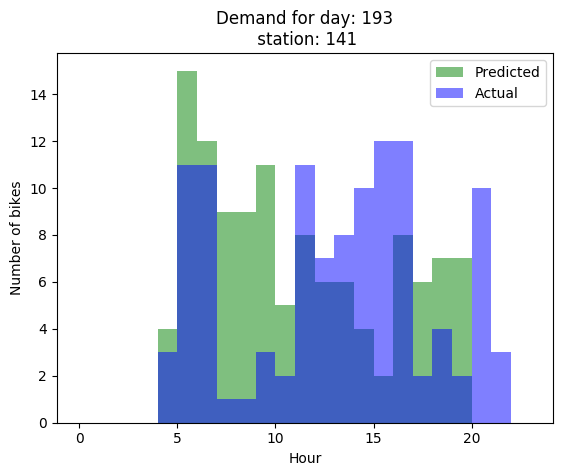 Demand for day: 193
station: 141
Predicted
Actual
Number of bikes
14
12
10
8
6
4
2
0
0
5
10
15
20
Hour